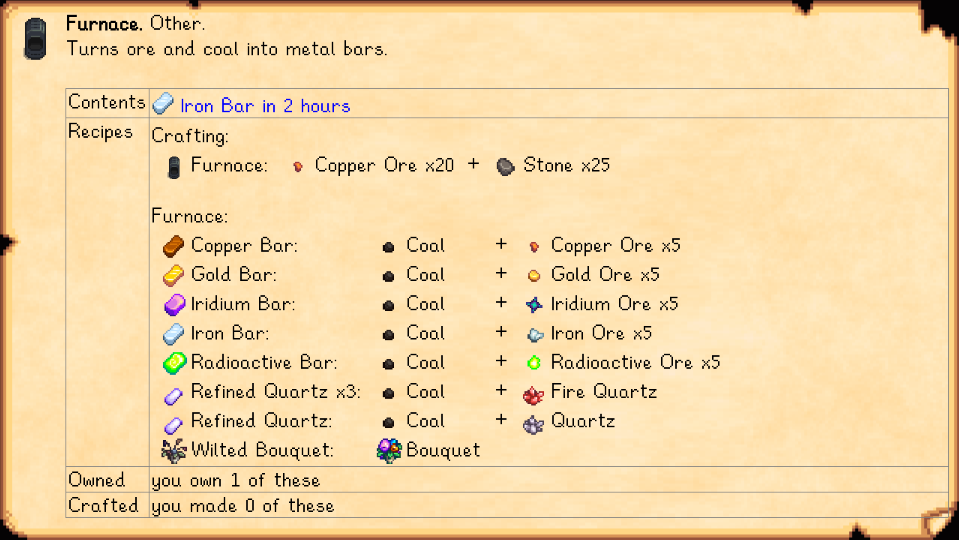 Furnace. Other.
Turns ore and coal into metal bars.
Contents Iron Bar in 2 hours
Recipes Crafting:
Furnace: Copper Ore x20 + Stone x25
Furnace:
Copper Bar: Coal + Copper Ore x5
Gold Bar: Coal + Gold Ore x5
Iridium Bar: Coal + Iridium Ore x5
Iron Bar: Coal + Iron Ore x5
Radioactive Bar: Coal + Radioactive Ore x5
Refined Quartz x3: Coal + Fire Quartz
Refined Quartz: Coal + Quartz
Wilted Bouquet: Bouquet
Owned you own 1 of these
Crafted you made 0 of these